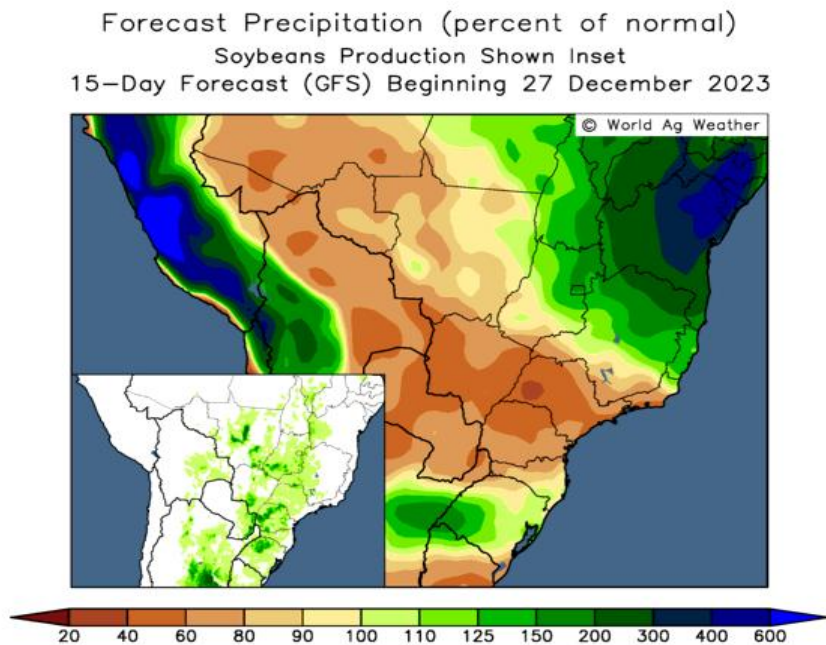 Forecast Precipitation (percent of normal)
Soybeans Production Shown Inset
15-Day Forecast (GFS) Beginning 27 December 2023
© World Ag Weather
20 40 60 80 90 100 110 125 150 200 300 400 600